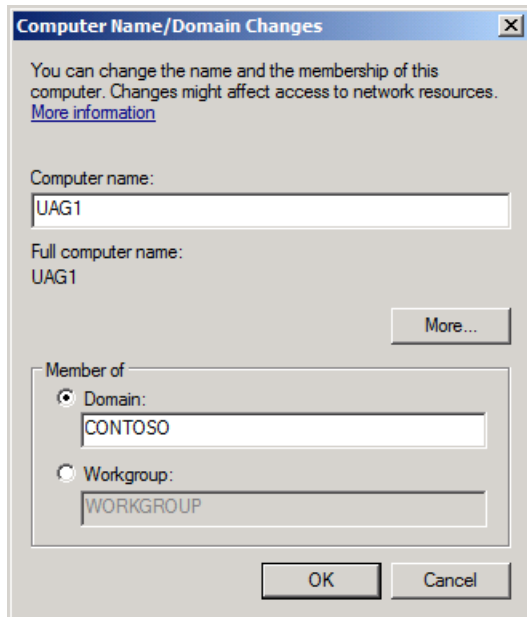 Computer Name/Domain Changes
You can change the name and the membership of this
computer. Changes might affect access to network resources.
More information
Computer name:
UAG1
Full computer name:
UAG1
More...
Member of
Domain:
CONTOSO
Workgroup:
WORKGROUP
OK Cancel